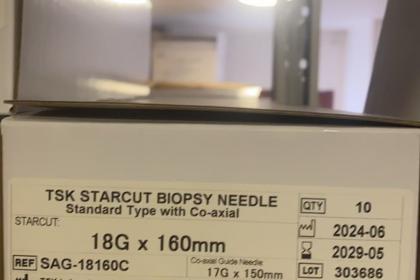 TSK STARCUT BIOPSY NEEDLE
Standard Type with Co-axial
STARCUT:
18G x 160mm
REF SAG-18160C
Co-axial Guide Needle:
17G x 150mm
QTY 10
2024-06
2029-05
LOT 303686